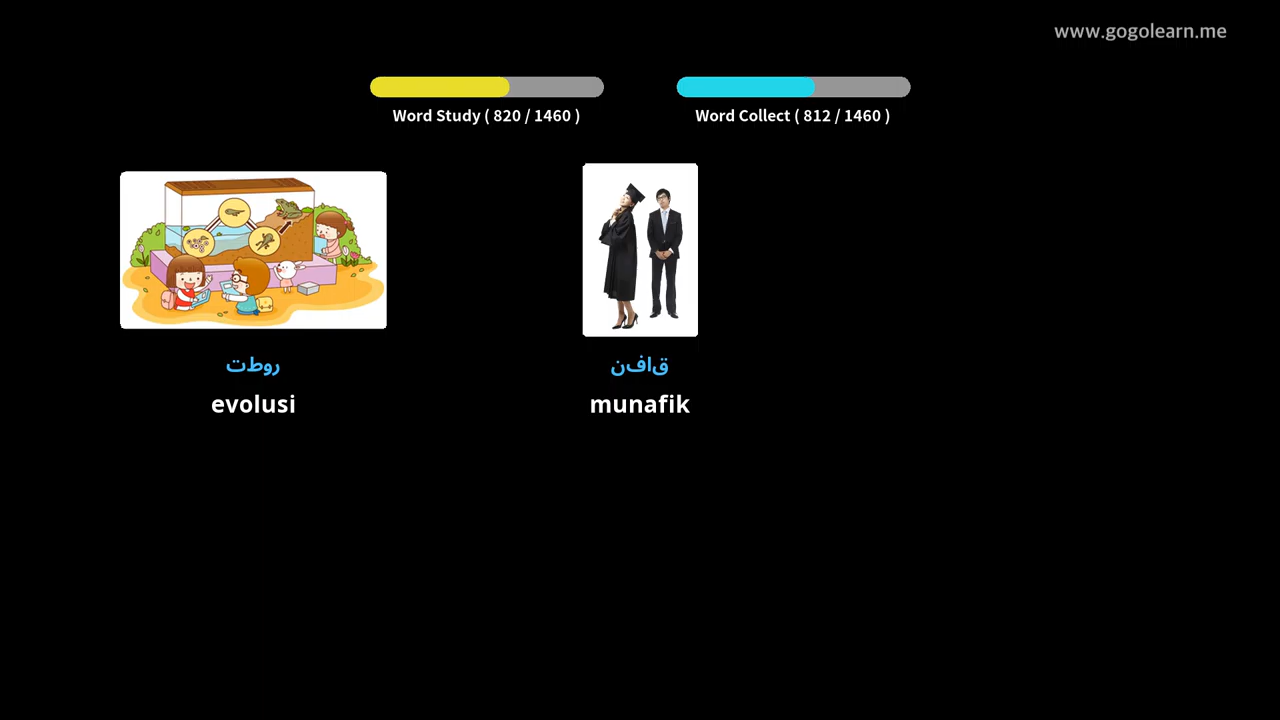 www.gogolearn.me
Word Study ( 820 / 1460 )
Word Collect ( 812 / 1460 )
روطت
evolusi
قافن
munafik